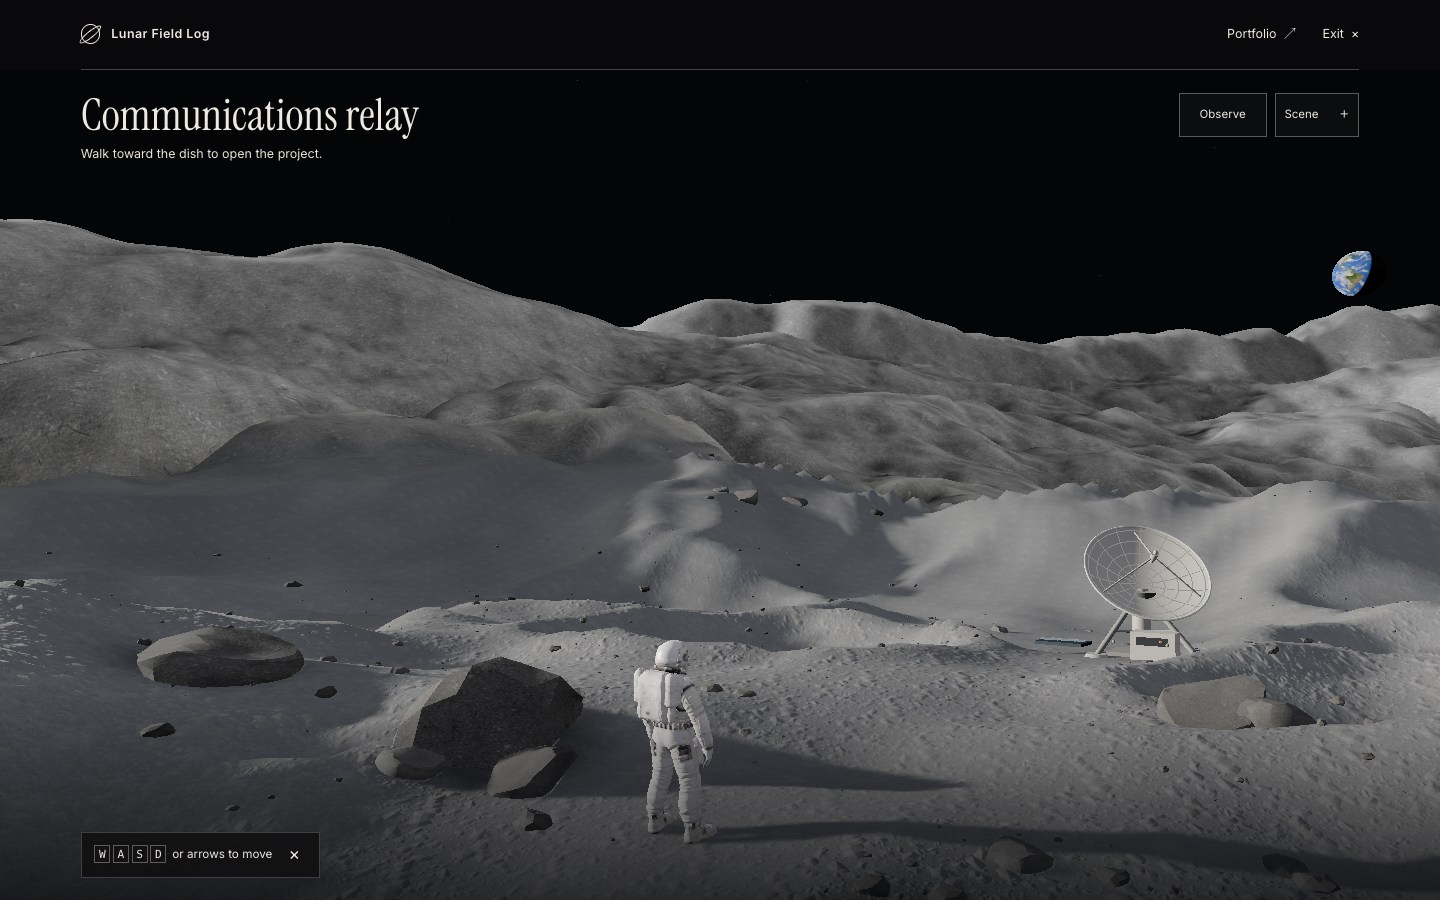 Lunar Field Log
Portfolio ↗ Exit ×
Communications relay
Walk toward the dish to open the project.
Observe
Scene +
W A S D or arrows to move ×